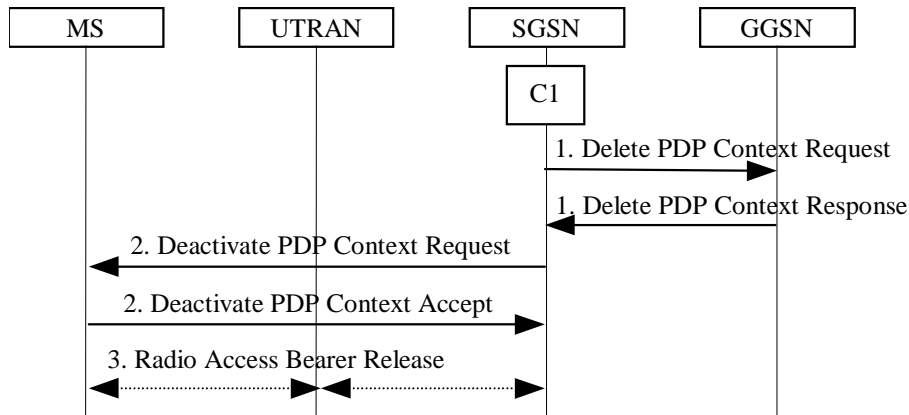 MS UTRAN SGSN GGSN
C1
1. Delete PDP Context Request
1. Delete PDP Context Response
2. Deactivate PDP Context Request
2. Deactivate PDP Context Accept
3. Radio Access Bearer Release